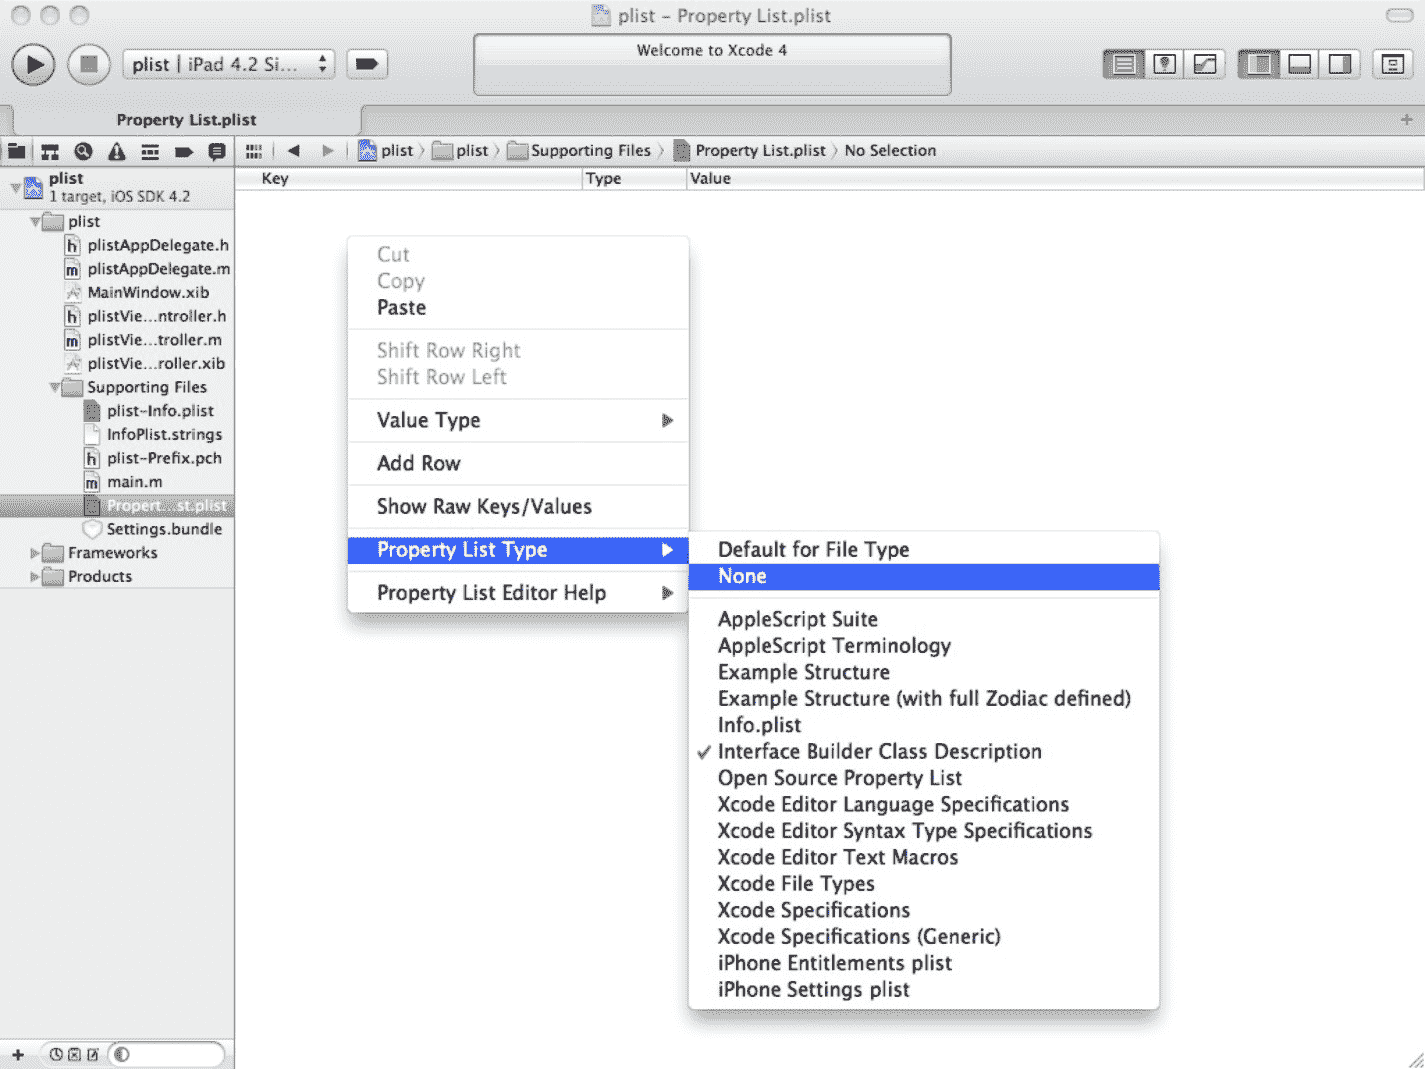 plist – Property List.plist
plist | iPad 4.2 Si...
Welcome to Xcode 4
Property List.plist
plist
plist
Supporting Files
Property List.plist
No Selection
plist
1 target, iOS SDK 4.2
Key
Type
Value
plist
plistAppDelegate.h
plistAppDelegate.m
MainWindow.xib
plistVie...ntroller.h
plistVie...troller.m
plistVie...roller.xib
Supporting Files
plist-Info.plist
InfoPlist.strings
plist-Prefix.pch
main.m
Propert...st.plist
Settings.bundle
Frameworks
Products
Cut
Copy
Paste
Shift Row Right
Shift Row Left
Value Type
Add Row
Show Raw Keys/Values
Property List Type
Property List Editor Help
Default for File Type
None
AppleScript Suite
AppleScript Terminology
Example Structure
Example Structure (with full Zodiac defined)
Info.plist
Interface Builder Class Description
Open Source Property List
Xcode Editor Language Specifications
Xcode Editor Syntax Type Specifications
Xcode Editor Text Macros
Xcode File Types
Xcode Specifications
Xcode Specifications (Generic)
iPhone Entitlements plist
iPhone Settings plist